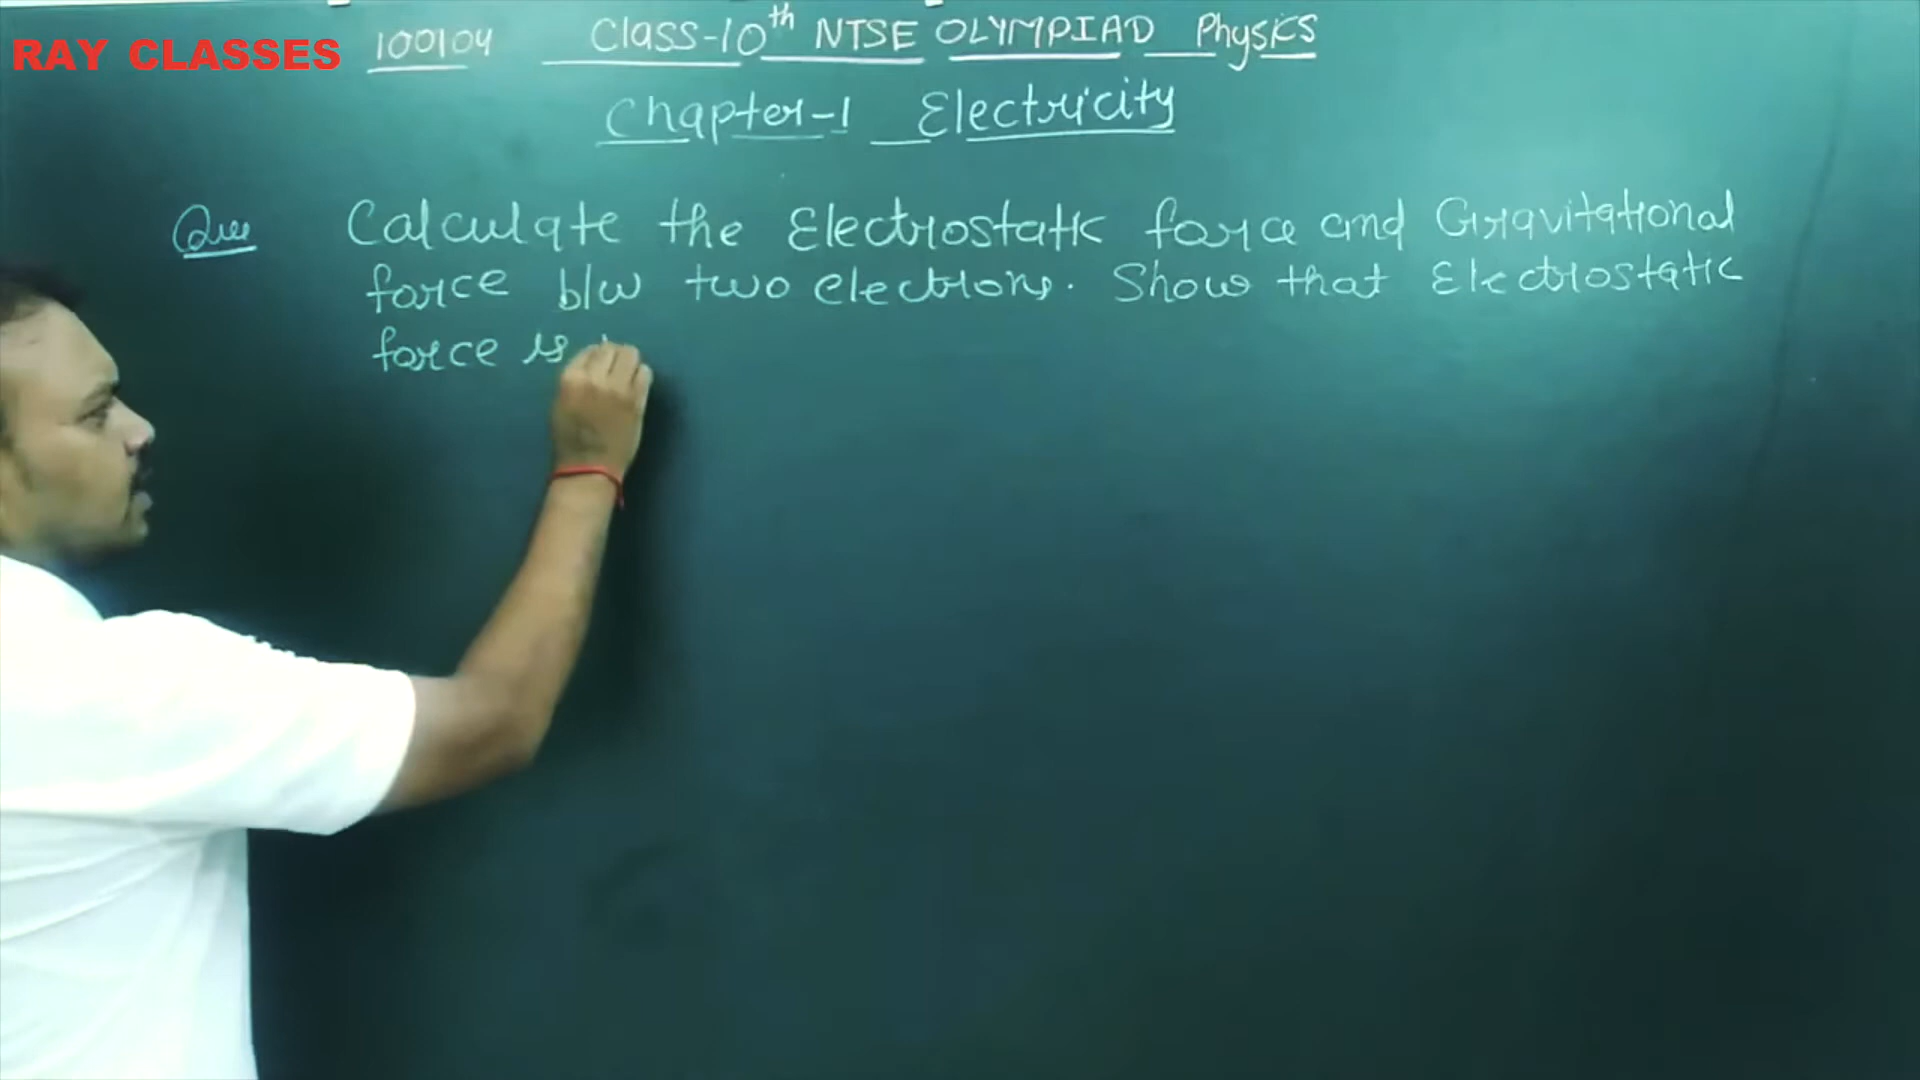 RAY CLASSES
100104 Class-10th NTSE OLYMPIAD Physics
Chapter-1 Electricity
Que Calculate the Electrostatic force and Gravitational
force b/w two electrons. Show that Electrostatic
force is